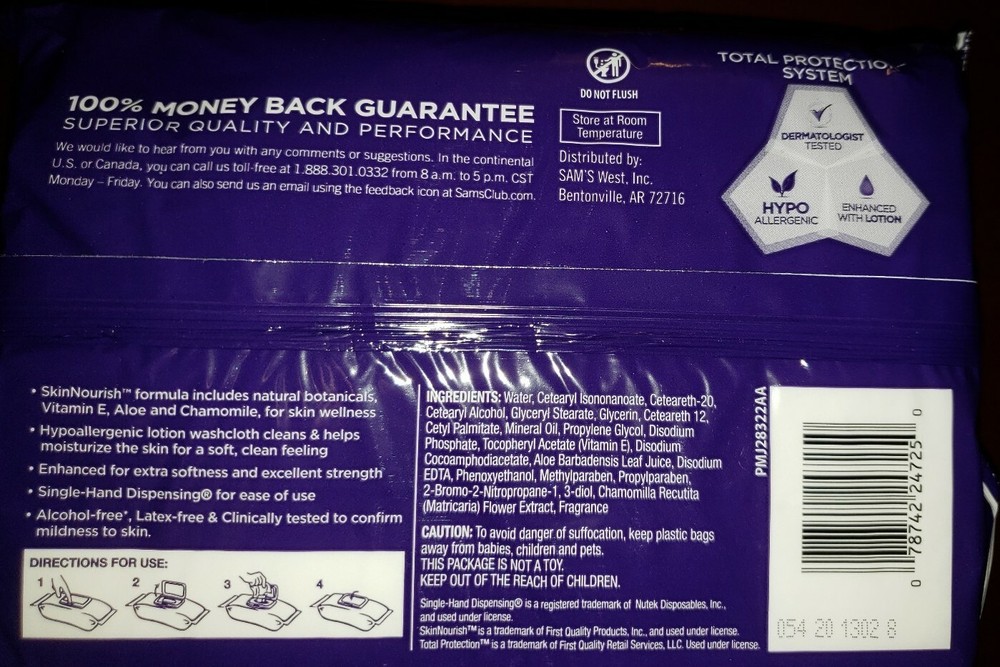 100% MONEY BACK GUARANTEE
SUPERIOR QUALITY AND PERFORMANCE
We would like to hear from you with any comments or suggestions. In the continental
U.S. or Canada, you can call us toll-free at 1.888.301.0332 from 8 a.m. to 5 p.m. CST
Monday – Friday. You can also send us an email using the feedback icon at SamsClub.com.
DO NOT FLUSH
Store at Room
Temperature
Distributed by:
SAM'S West, Inc.
Bentonville, AR 72716
TOTAL PROTECTION
SYSTEM
DERMATOLOGIST
TESTED
HYPO
ALLERGENIC
ENHANCED
WITH LOTION
• SkinNourish™ formula includes natural botanicals,
Vitamin E, Aloe and Chamomile, for skin wellness
• Hypoallergenic lotion washcloth cleans & helps
moisturize the skin for a soft, clean feeling
• Enhanced for extra softness and excellent strength
• Single-Hand Dispensing® for ease of use
• Alcohol-free*, Latex-free & Clinically tested to confirm
mildness to skin.
DIRECTIONS FOR USE:
1 2 3 4
INGREDIENTS: Water, Cetearyl Isononanoate, Ceteareth-20,
Cetearyl Alcohol, Glyceryl Stearate, Glycerin, Ceteareth 12,
Cetyl Palmitate, Mineral Oil, Propylene Glycol, Disodium
Phosphate, Tocopheryl Acetate (Vitamin E), Disodium
Cocoamphodiacetate, Aloe Barbadensis Leaf Juice, Disodium
EDTA, Phenoxyethanol, Methylparaben, Propylparaben,
2-Bromo-2-Nitropropane-1, 3-diol, Chamomilla Recutita
(Matricaria) Flower Extract, Fragrance
CAUTION: To avoid danger of suffocation, keep plastic bags
away from babies, children and pets.
THIS PACKAGE IS NOT A TOY.
KEEP OUT OF THE REACH OF CHILDREN.
Single-Hand Dispensing® is a registered trademark of Nutek Disposables, Inc.,
and used under license.
SkinNourish™ is a trademark of First Quality Products, Inc., and used under license.
Total Protection™ is a trademark of First Quality Retail Services, LLC. Used under license.
PMJ28322AA
0 78742 24725 0
054 20 1302 8